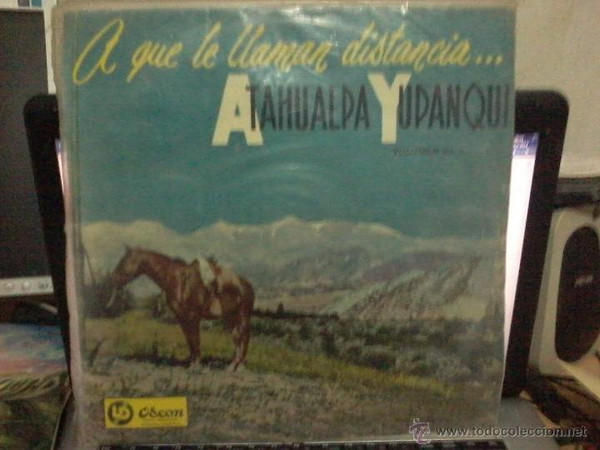 A que le llaman distancia...
ATAHUALPA YUPANQUI
Odeon
www.todocoleccion.net